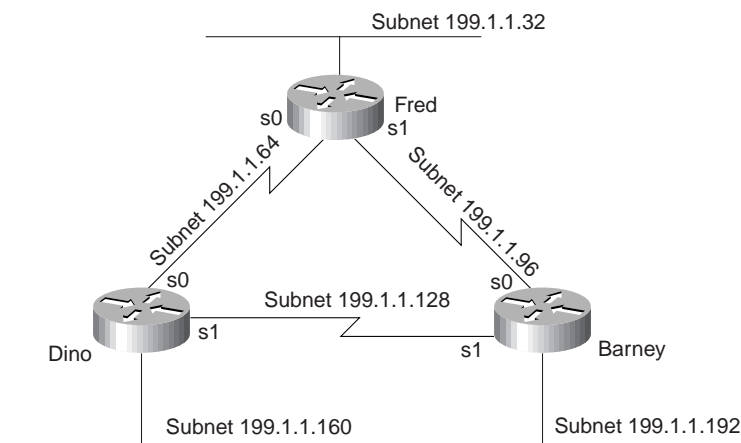 Subnet 199.1.1.32
Fred
s0
s1
Subnet 199.1.1.64
Subnet 199.1.1.96
s0
s0
Subnet 199.1.1.128
s1
s1
Dino
Barney
Subnet 199.1.1.160
Subnet 199.1.1.192